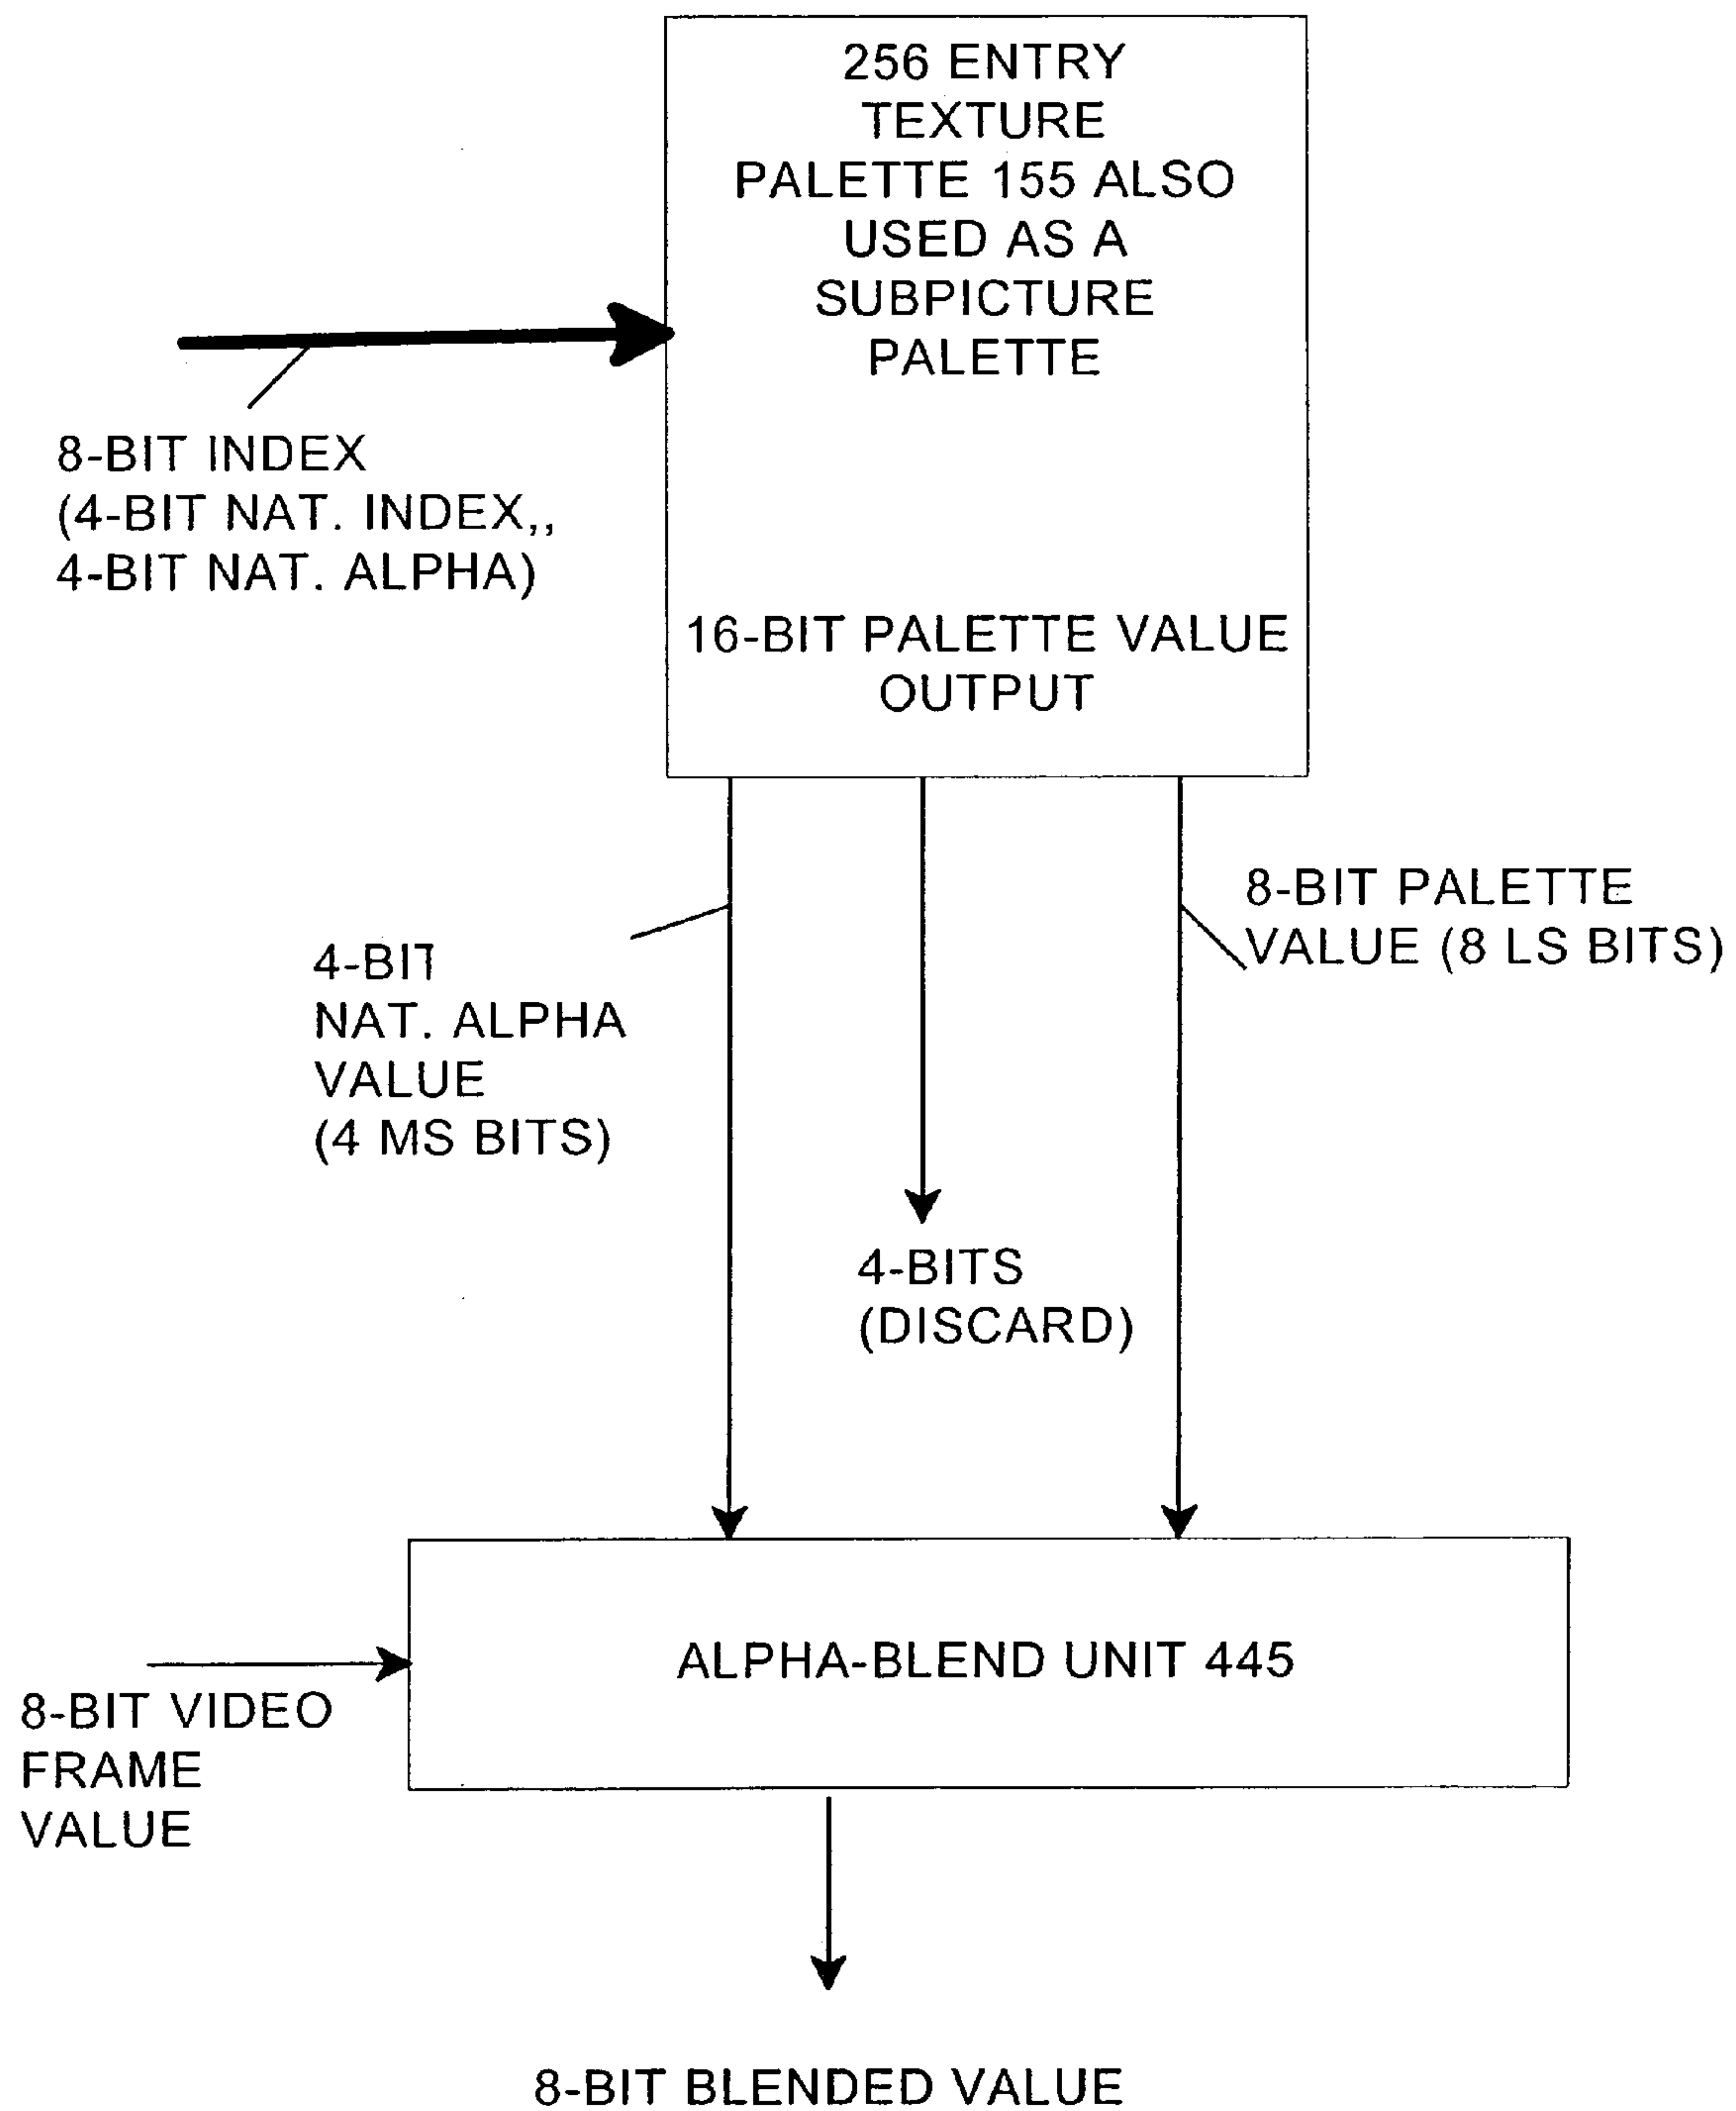 256 ENTRY
TEXTURE
PALETTE 155 ALSO
USED AS A
SUBPICTURE
PALETTE
8-BIT INDEX
(4-BIT NAT. INDEX,,
4-BIT NAT. ALPHA)
16-BIT PALETTE VALUE
OUTPUT
8-BIT PALETTE
VALUE (8 LS BITS)
4-BIT
NAT. ALPHA
VALUE
(4 MS BITS)
4-BITS
(DISCARD)
ALPHA-BLEND UNIT 445
8-BIT VIDEO
FRAME
VALUE
8-BIT BLENDED VALUE